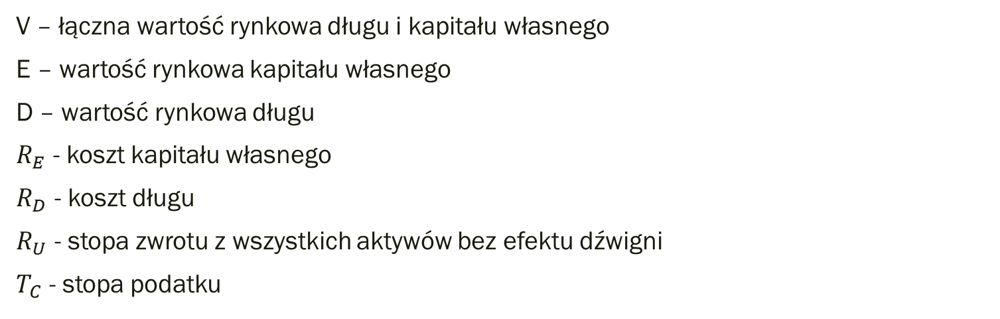 V – łączna wartość rynkowa długu i kapitału własnego
E – wartość rynkowa kapitału własnego
D – wartość rynkowa długu
R_E - koszt kapitału własnego
R_D - koszt długu
R_U - stopa zwrotu z wszystkich aktywów bez efektu dźwigni
T_C - stopa podatku